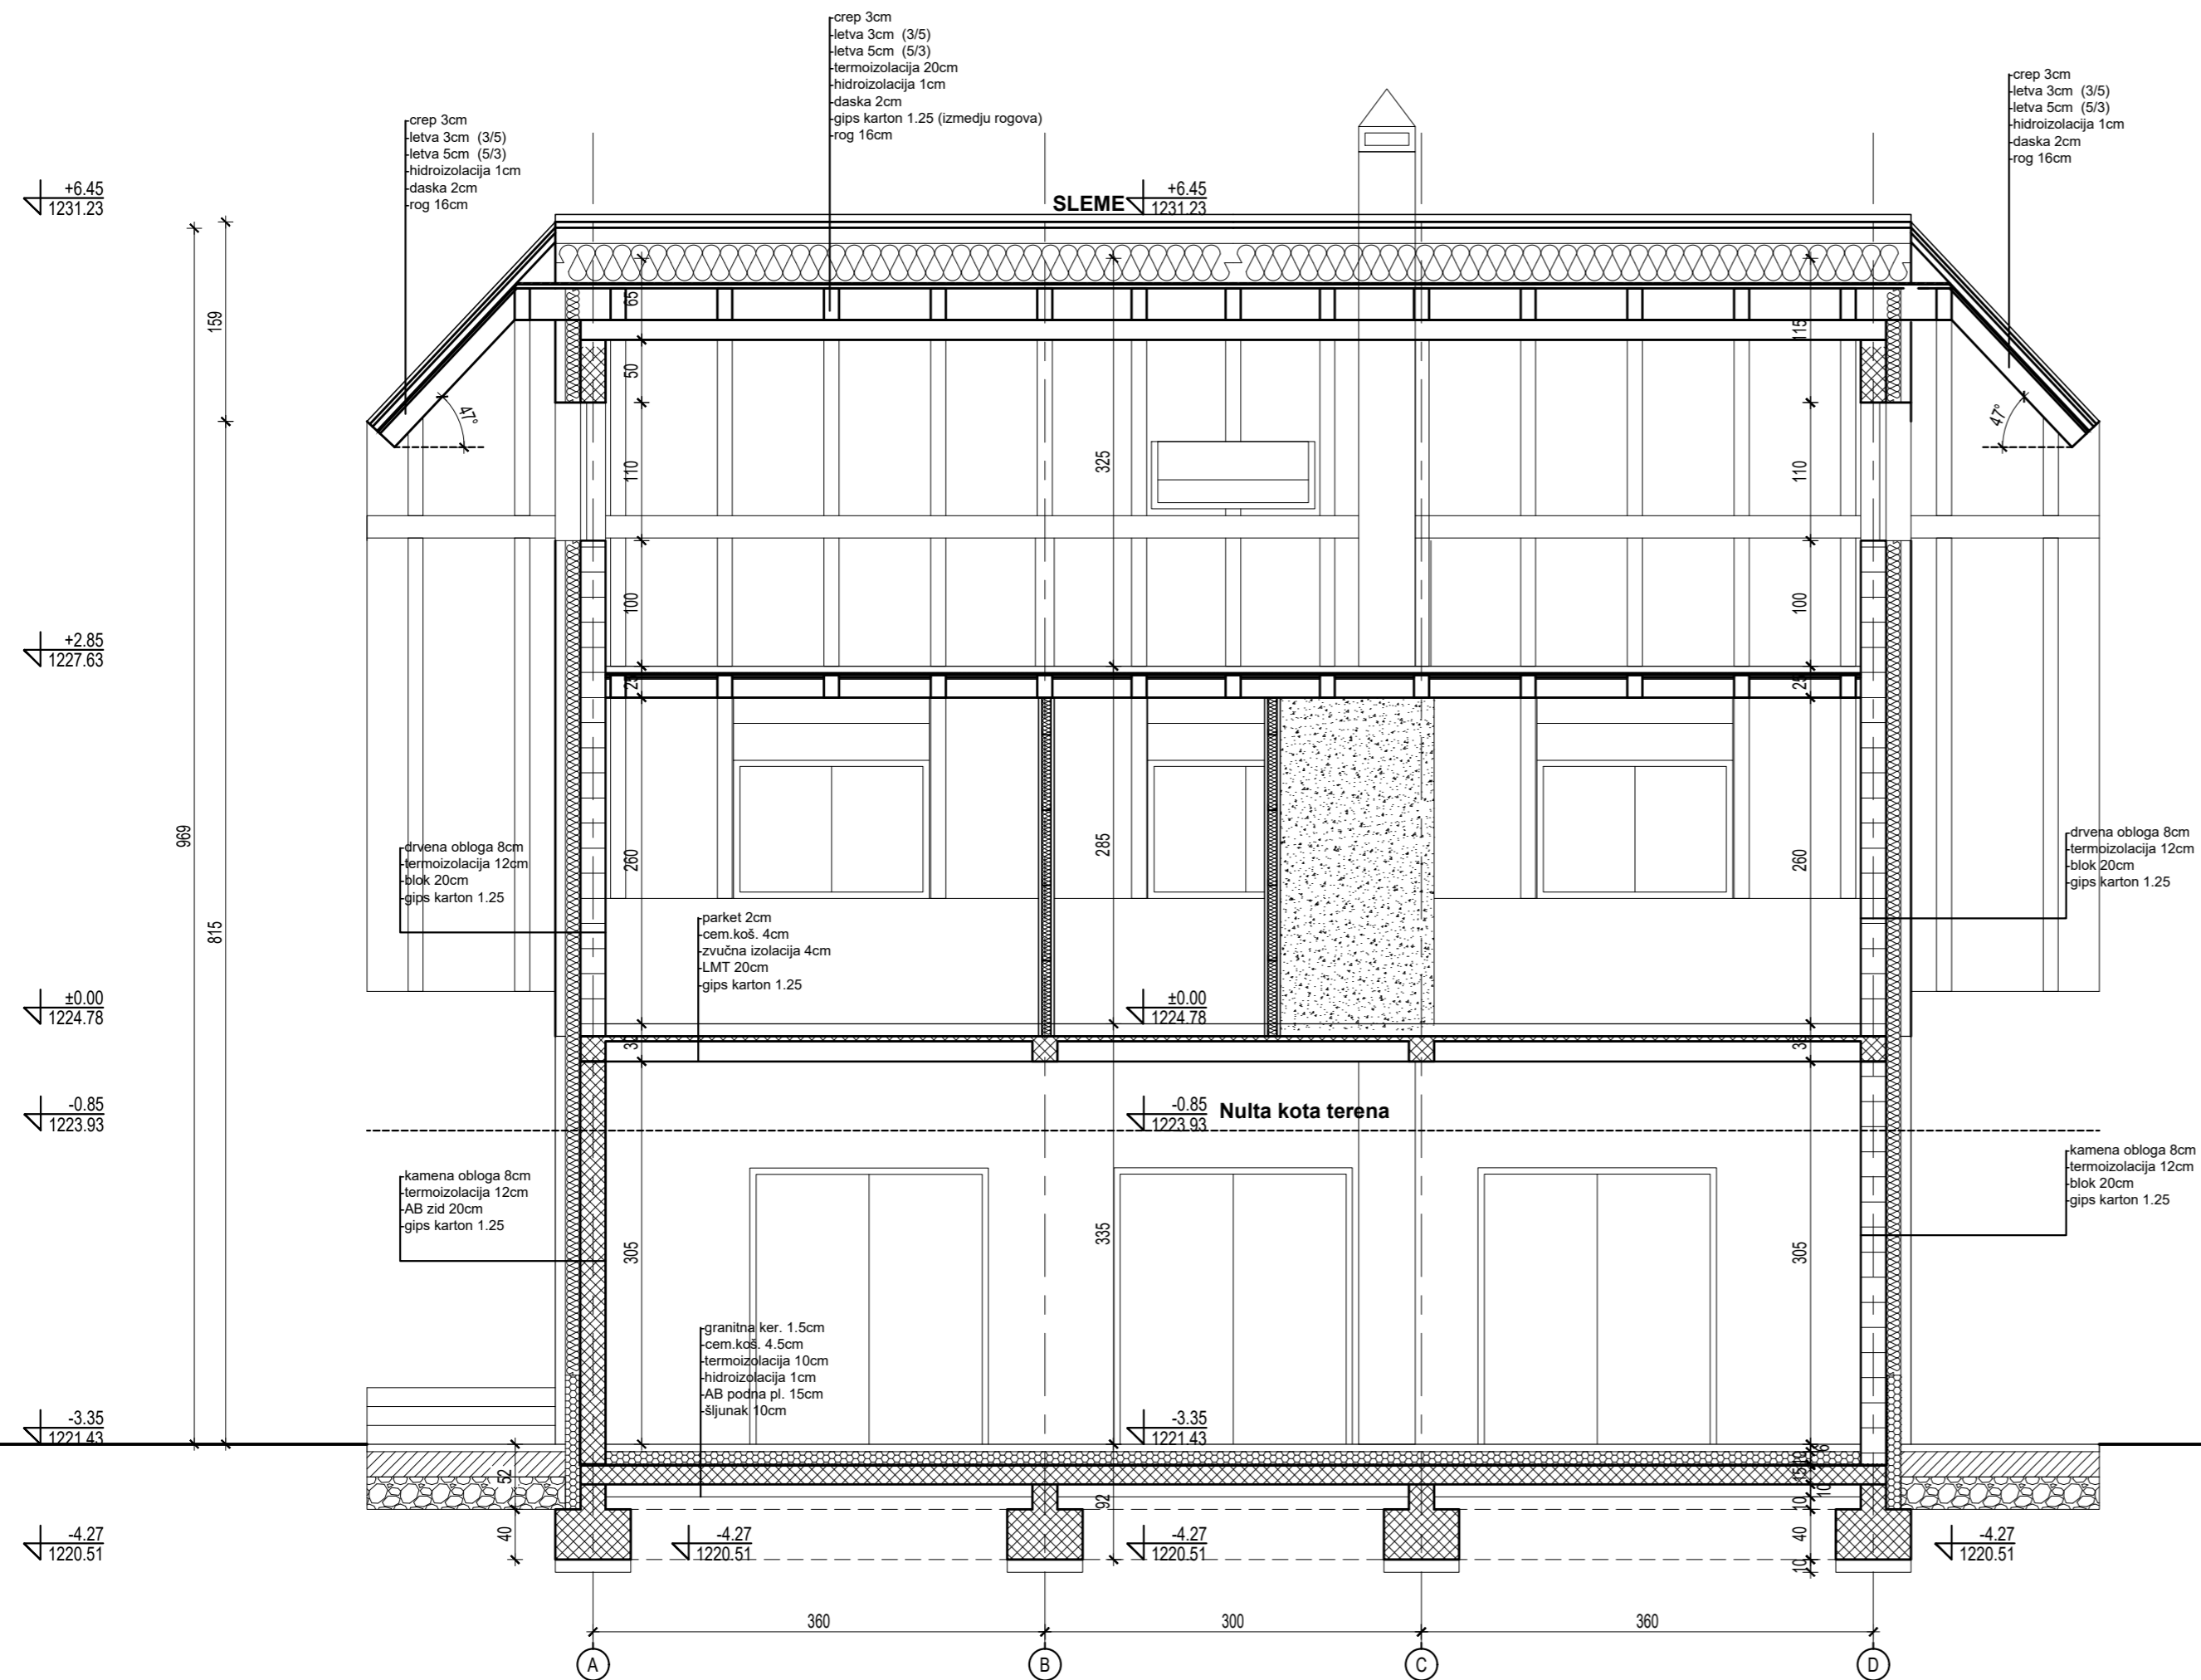 -crep 3cm
-letva 3cm (3/5)
-letva 5cm (5/3)
-termoizolacija 20cm
-hidroizolacija 1cm
-daska 2cm
-gips karton 1.25 (izmedju rogova)
-rog 16cm
-crep 3cm
-letva 3cm (3/5)
-letva 5cm (5/3)
-hidroizolacija 1cm
-daska 2cm
-rog 16cm
-crep 3cm
-letva 3cm (3/5)
-letva 5cm (5/3)
-hidroizolacija 1cm
-daska 2cm
-rog 16cm
+6.45
1231.23
SLEME
+6.45
1231.23
159
65
115
50
47°
47°
110
325
110
100
100
+2.85
1227.63
25
25
969
815
260
285
260
-drvena obloga 8cm
-termoizolacija 12cm
-blok 20cm
-gips karton 1.25
-drvena obloga 8cm
-termoizolacija 12cm
-blok 20cm
-gips karton 1.25
-parket 2cm
-cem.koš. 4cm
-zvučna izolacija 4cm
-LMT 20cm
-gips karton 1.25
±0.00
1224.78
±0.00
1224.78
-0.85
1223.93
-0.85
1223.93
Nulta kota terena
-kamena obloga 8cm
-termoizolacija 12cm
-AB zid 20cm
-gips karton 1.25
-kamena obloga 8cm
-termoizolacija 12cm
-blok 20cm
-gips karton 1.25
305
335
305
-granitna ker. 1.5cm
-cem.koš. 4.5cm
-termoizolacija 10cm
-hidroizolacija 1cm
-AB podna pl. 15cm
-šljunak 10cm
-3.35
1221.43
-3.35
1221.43
6
10
15
10
10
52
92
40
40
10
-4.27
1220.51
-4.27
1220.51
-4.27
1220.51
-4.27
1220.51
360
300
360
A
B
C
D